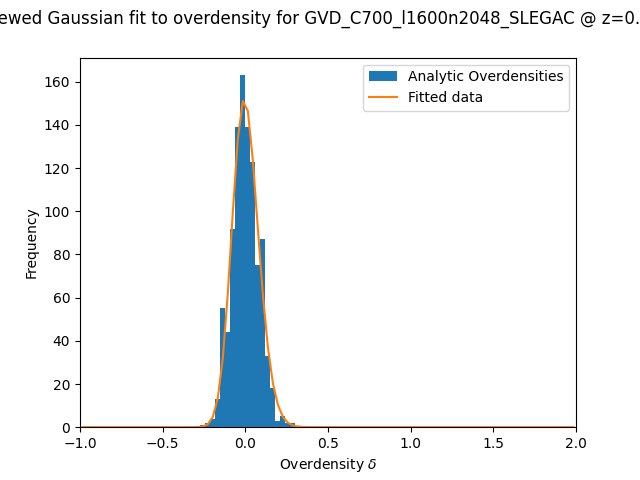 ewed Gaussian fit to overdensity for GVD_C700_l1600n2048_SLEGAC @ z=0.
Analytic Overdensities
Fitted data
Frequency
160
140
120
100
80
60
40
20
0
−1.0 −0.5 0.0 0.5 1.0 1.5 2.0
Overdensity δ